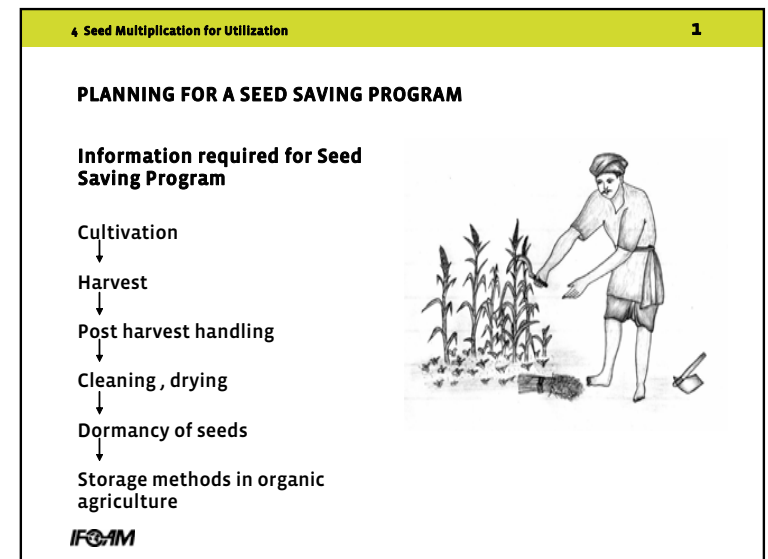 4 Seed Multiplication for Utilization 1
PLANNING FOR A SEED SAVING PROGRAM
Information required for Seed
Saving Program
Cultivation
Harvest
Post harvest handling
Cleaning , drying
Dormancy of seeds
Storage methods in organic
agriculture
IFOAM